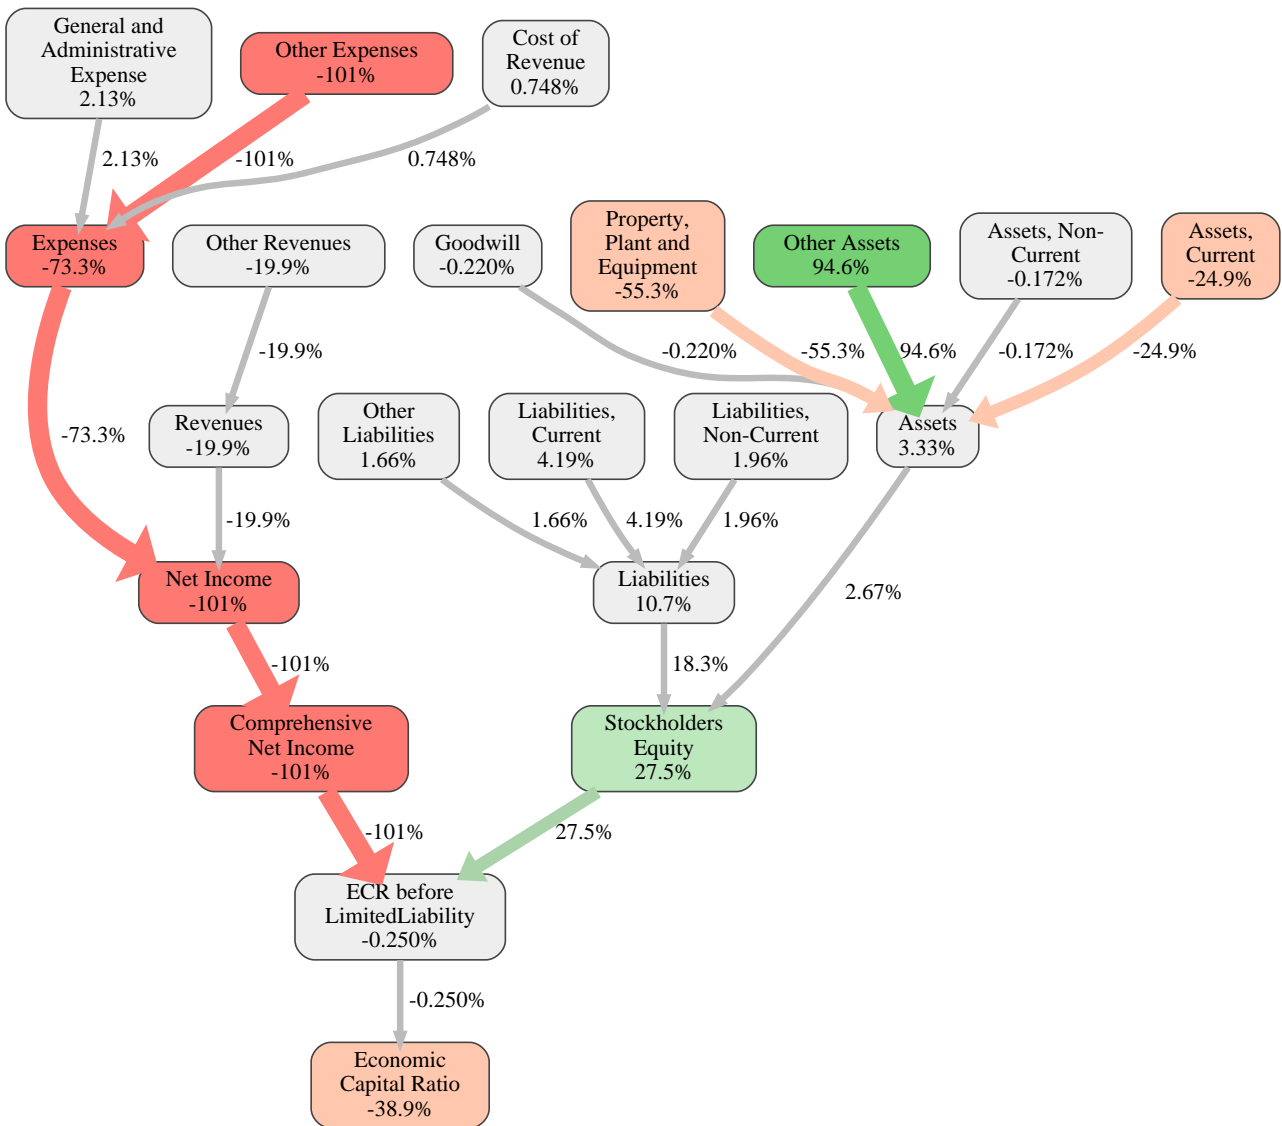 General and
Administrative
Expense
2.13%
Other Expenses
-101%
Cost of
Revenue
0.748%
2.13%
-101%
0.748%
Expenses
-73.3%
Other Revenues
-19.9%
Goodwill
-0.220%
Property,
Plant and
Equipment
-55.3%
Other Assets
94.6%
Assets, Non-
Current
-0.172%
Assets,
Current
-24.9%
-19.9%
-0.220%
-55.3%
94.6%
-0.172%
-24.9%
-73.3%
Revenues
-19.9%
Other
Liabilities
1.66%
Liabilities,
Current
4.19%
Liabilities,
Non-Current
1.96%
Assets
3.33%
-19.9%
1.66%
4.19%
1.96%
2.67%
Net Income
-101%
Liabilities
10.7%
-101%
18.3%
Comprehensive
Net Income
-101%
Stockholders
Equity
27.5%
-101%
27.5%
ECR before
LimitedLiability
-0.250%
-0.250%
Economic
Capital Ratio
-38.9%